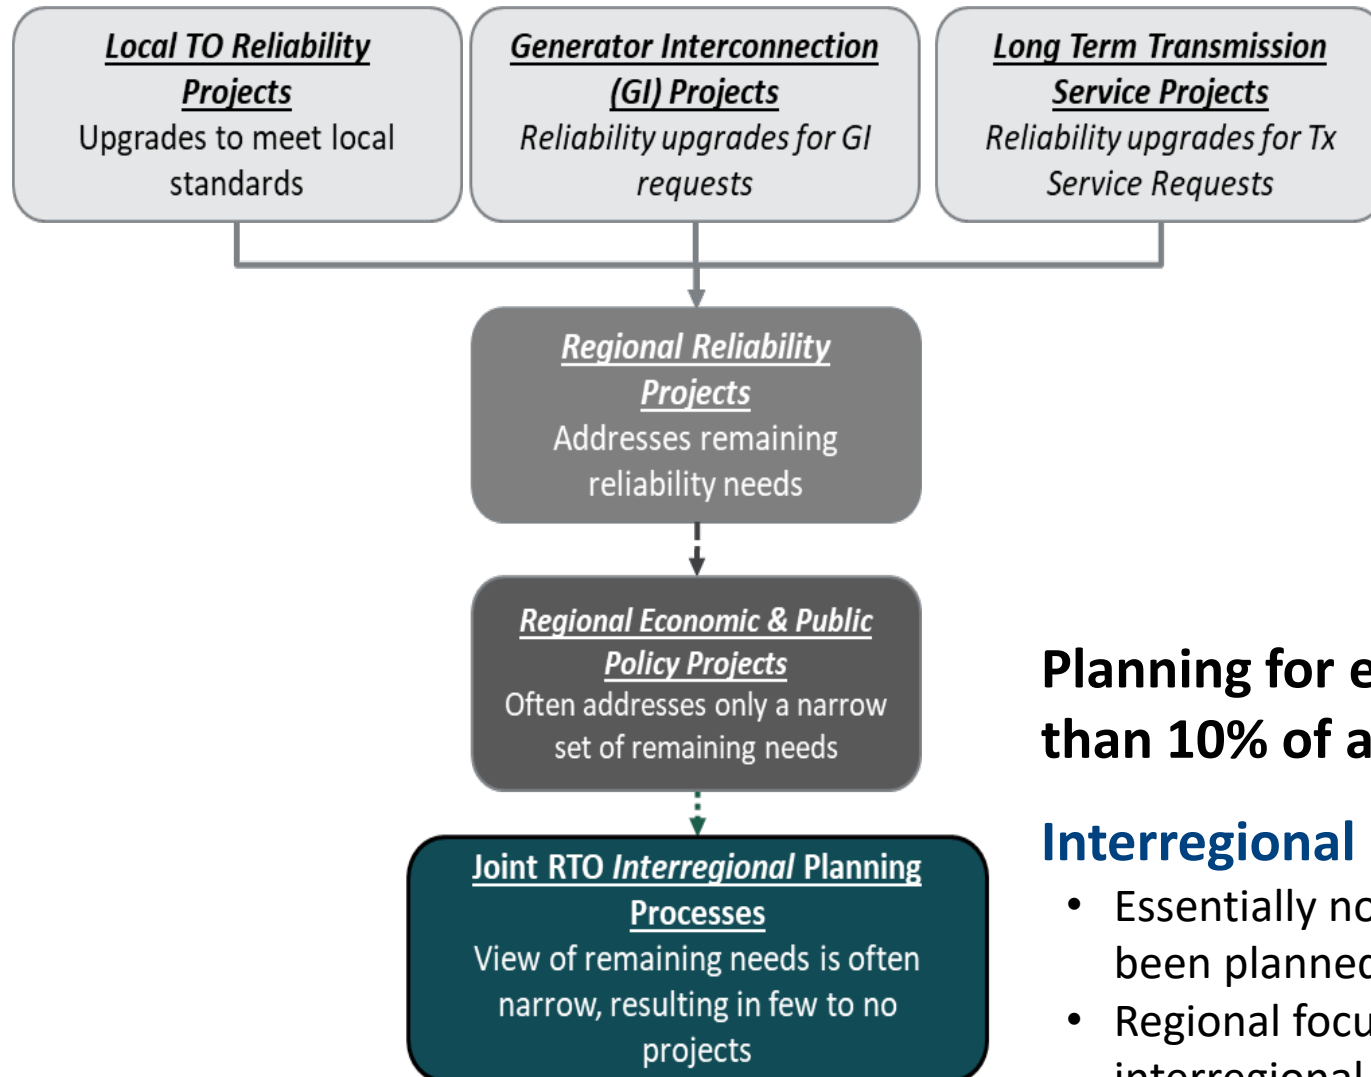 Local TO Reliability
Projects
Upgrades to meet local
standards
Generator Interconnection
(GI) Projects
Reliability upgrades for GI
requests
Long Term Transmission
Service Projects
Reliability upgrades for Tx
Service Requests
Regional Reliability
Projects
Addresses remaining
reliability needs
Regional Economic & Public
Policy Projects
Often addresses only a narrow
set of remaining needs
Joint RTO Interregional Planning
Processes
View of remaining needs is often
narrow, resulting in few to no
projects
Planning for
than 10% of
Interregional
• Essentially
been
• Regional
interregional